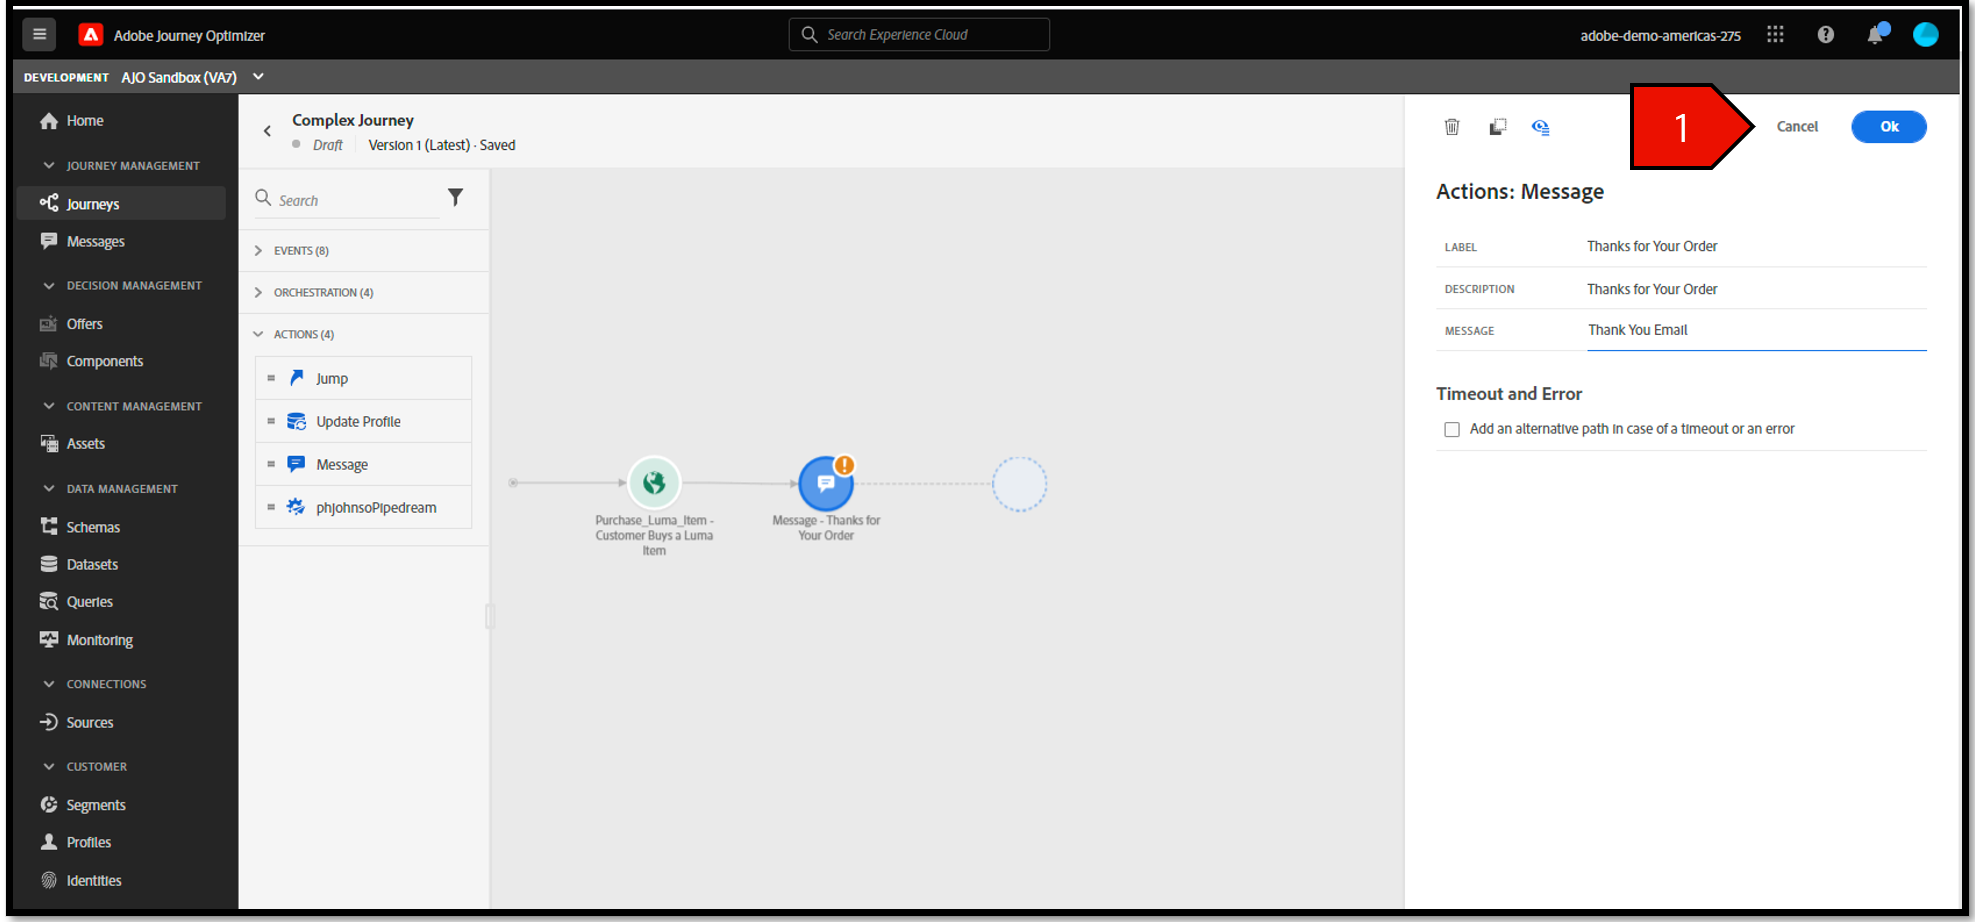 Adobe Journey Optimizer
Search Experience Cloud
adobe-demo-americas-275
DEVELOPMENT AJO Sandbox (VA7)
Home
JOURNEY MANAGEMENT
Journeys
Messages
DECISION MANAGEMENT
Offers
Components
CONTENT MANAGEMENT
Assets
DATA MANAGEMENT
Schemas
Datasets
Queries
Monitoring
CONNECTIONS
Sources
CUSTOMER
Segments
Profiles
Identities
Complex Journey
Draft Version 1 (Latest) · Saved
Search
EVENTS (8)
ORCHESTRATION (4)
ACTIONS (4)
Jump
Update Profile
Message
phjohnsoPipedream
Purchase_Luma_Item -
Customer Buys a Luma
Item
Message - Thanks for
Your Order
1
Cancel
Ok
Actions: Message
LABEL Thanks for Your Order
DESCRIPTION Thanks for Your Order
MESSAGE Thank You Email
Timeout and Error
Add an alternative path in case of a timeout or an error